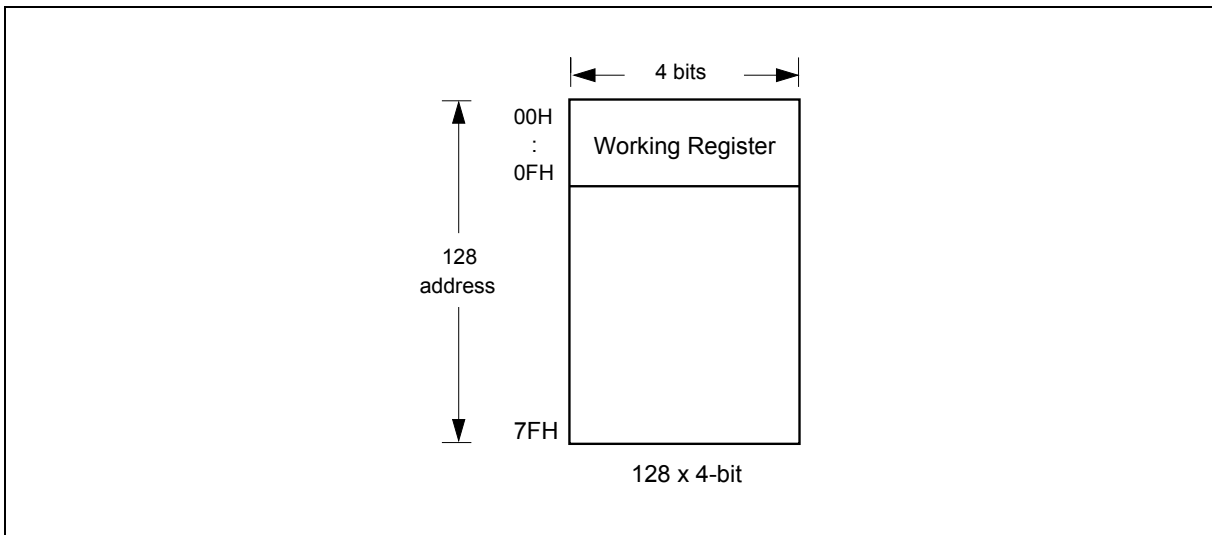 4 bits
00H
:
0FH
Working Register
128
address
7FH
128 x 4-bit